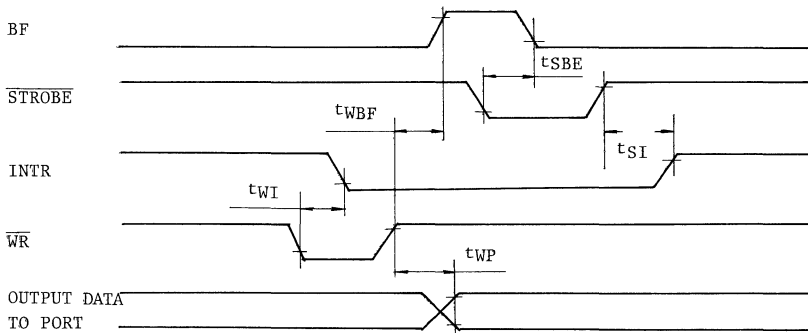 BF
tSBE
STROBE
tWBF
INTR
tSI
tWI
WR
tWP
OUTPUT DATA
TO PORT